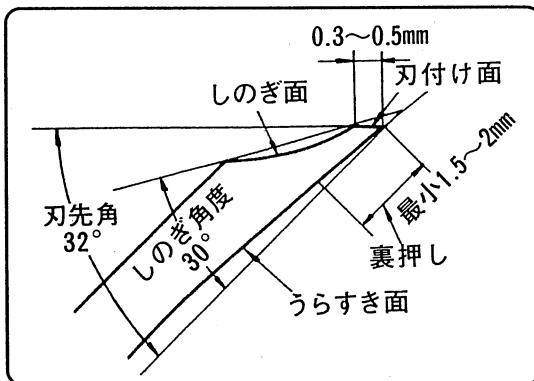 0.3～0.5mm
刃付け面
しのぎ面
最小1.5～2mm
刃先角
32°
しのぎ角度
30°
裏押し
うらすき面